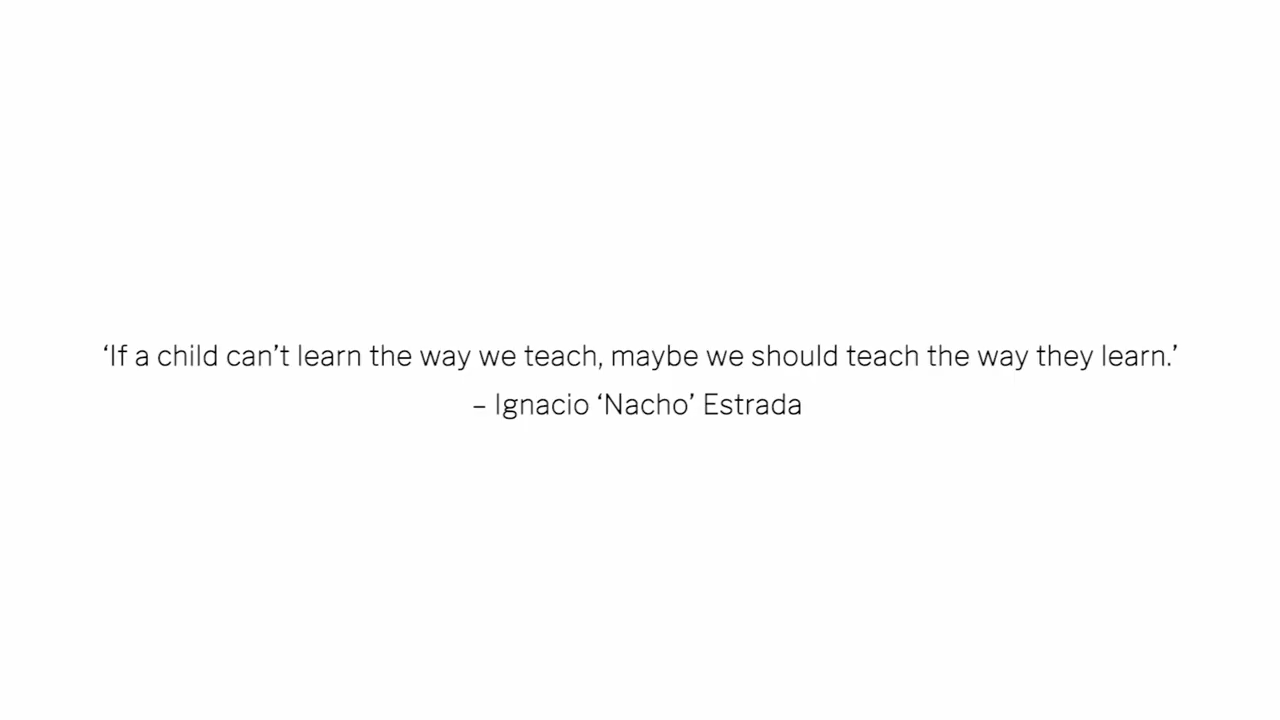 ‘If a child can’t learn the way we teach, maybe we should teach the way they learn.’
– Ignacio ‘Nacho’ Estrada